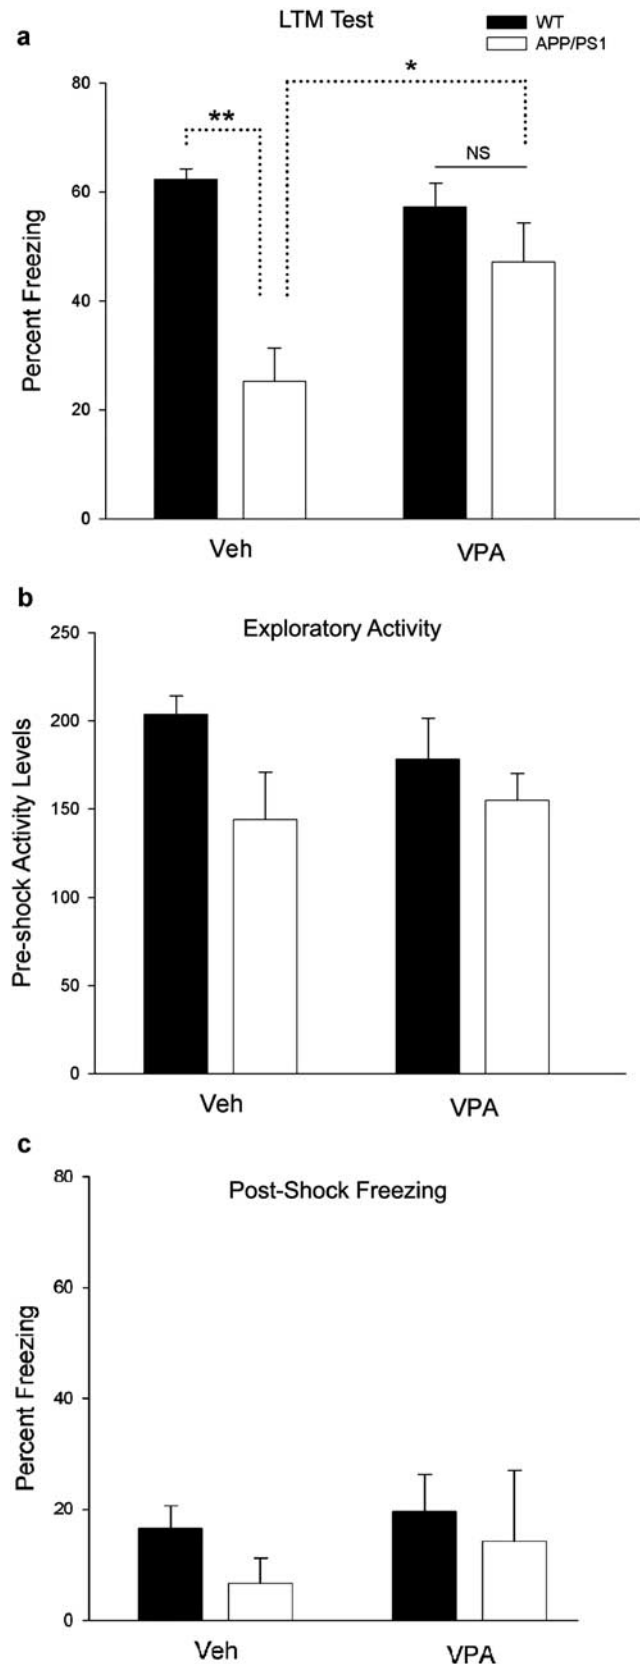 a
LTM Test
WT
APP/PS1
80
60
40
20
0
Percent Freezing
**
*
NS
Veh
VPA
b
Exploratory Activity
250
200
150
100
50
0
Pre-shock Activity Levels
Veh
VPA
c
Post-Shock Freezing
80
60
40
20
0
Percent Freezing
Veh
VPA